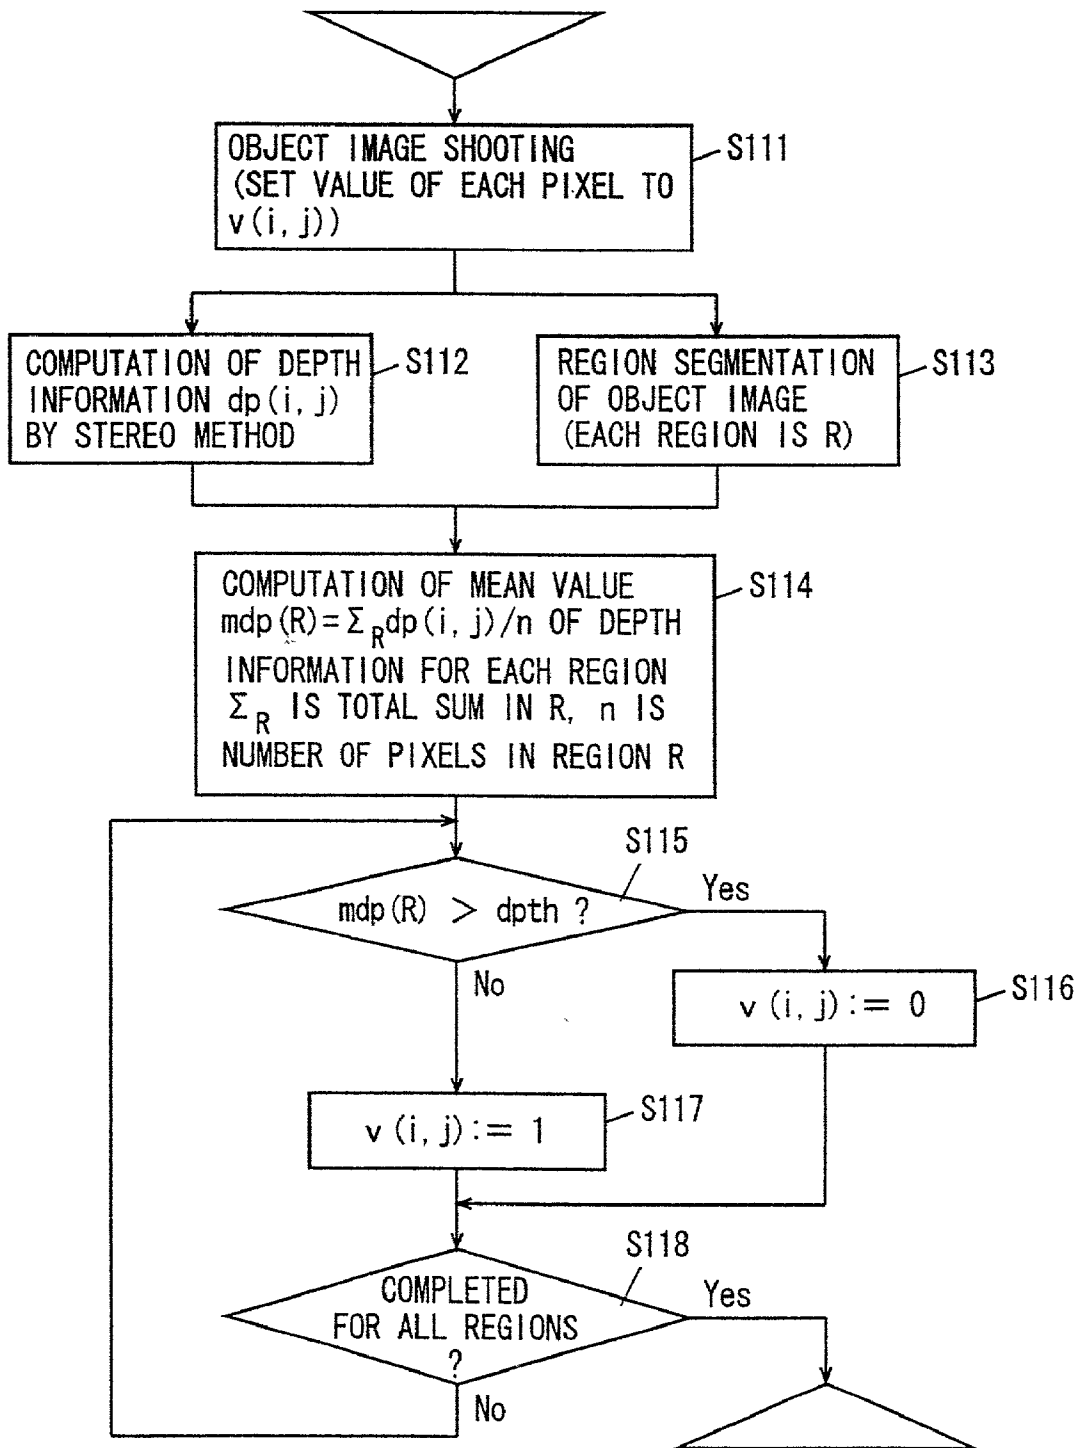 OBJECT IMAGE SHOOTING
(SET VALUE OF EACH PIXEL TO
v(i, j))
S111
COMPUTATION OF DEPTH
INFORMATION dp(i, j)
BY STEREO METHOD
S112
REGION SEGMENTATION
OF OBJECT IMAGE
(EACH REGION IS R)
S113
COMPUTATION OF MEAN VALUE
mdp(R)=Σ_R dp(i, j)/n OF DEPTH
INFORMATION FOR EACH REGION
Σ_R IS TOTAL SUM IN R, n IS
NUMBER OF PIXELS IN REGION R
S114
S115
mdp(R) > dpth ?
Yes
No
v(i, j):= 0
S116
v(i, j):= 1
S117
S118
COMPLETED
FOR ALL REGIONS
?
Yes
No